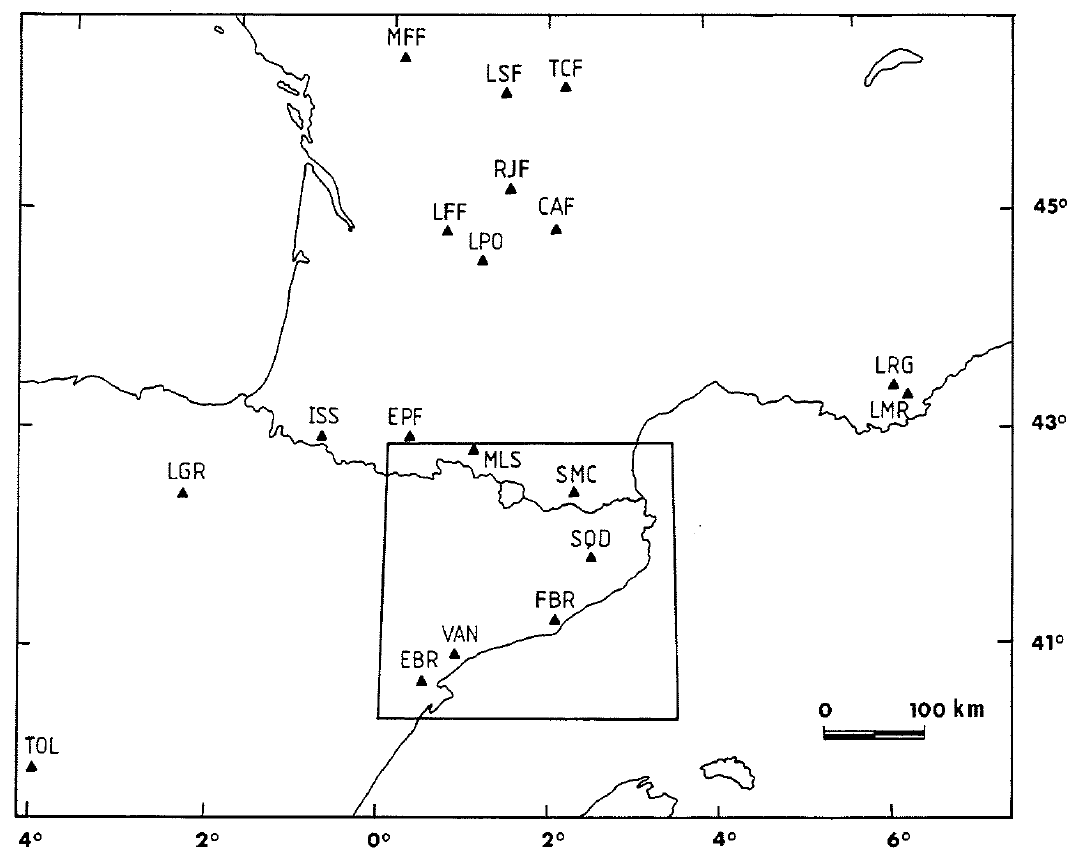 MFF
LSF
TCF
RJF
LFF
CAF
45°
LPO
LRG
ISS
EPF
LMR
43°
MLS
LGR
SMC
SQD
FBR
VAN
41°
EBR
0 100 km
TOL
4° 2° 0° 2° 4° 6°